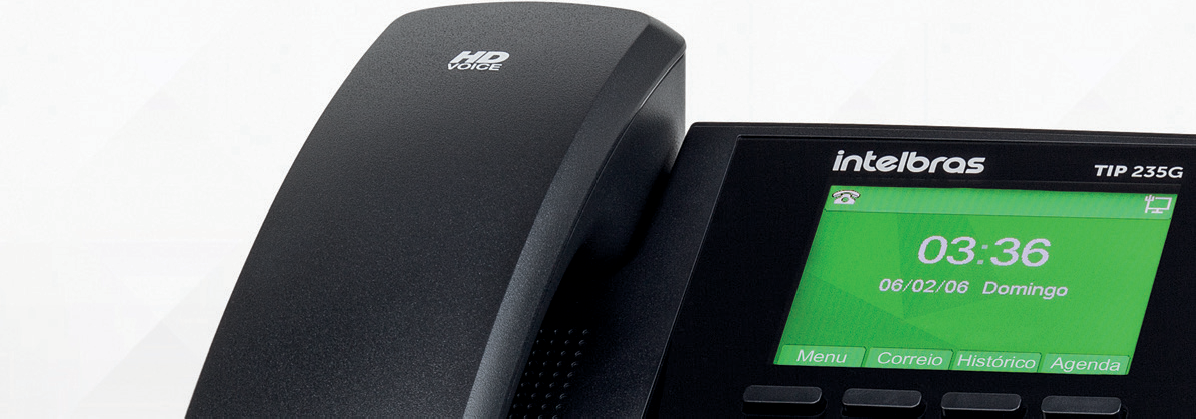 HD
VOICE
intelbras
TIP 235G
03:36
06/02/06 Domingo
Menu Correio Histórico Agenda